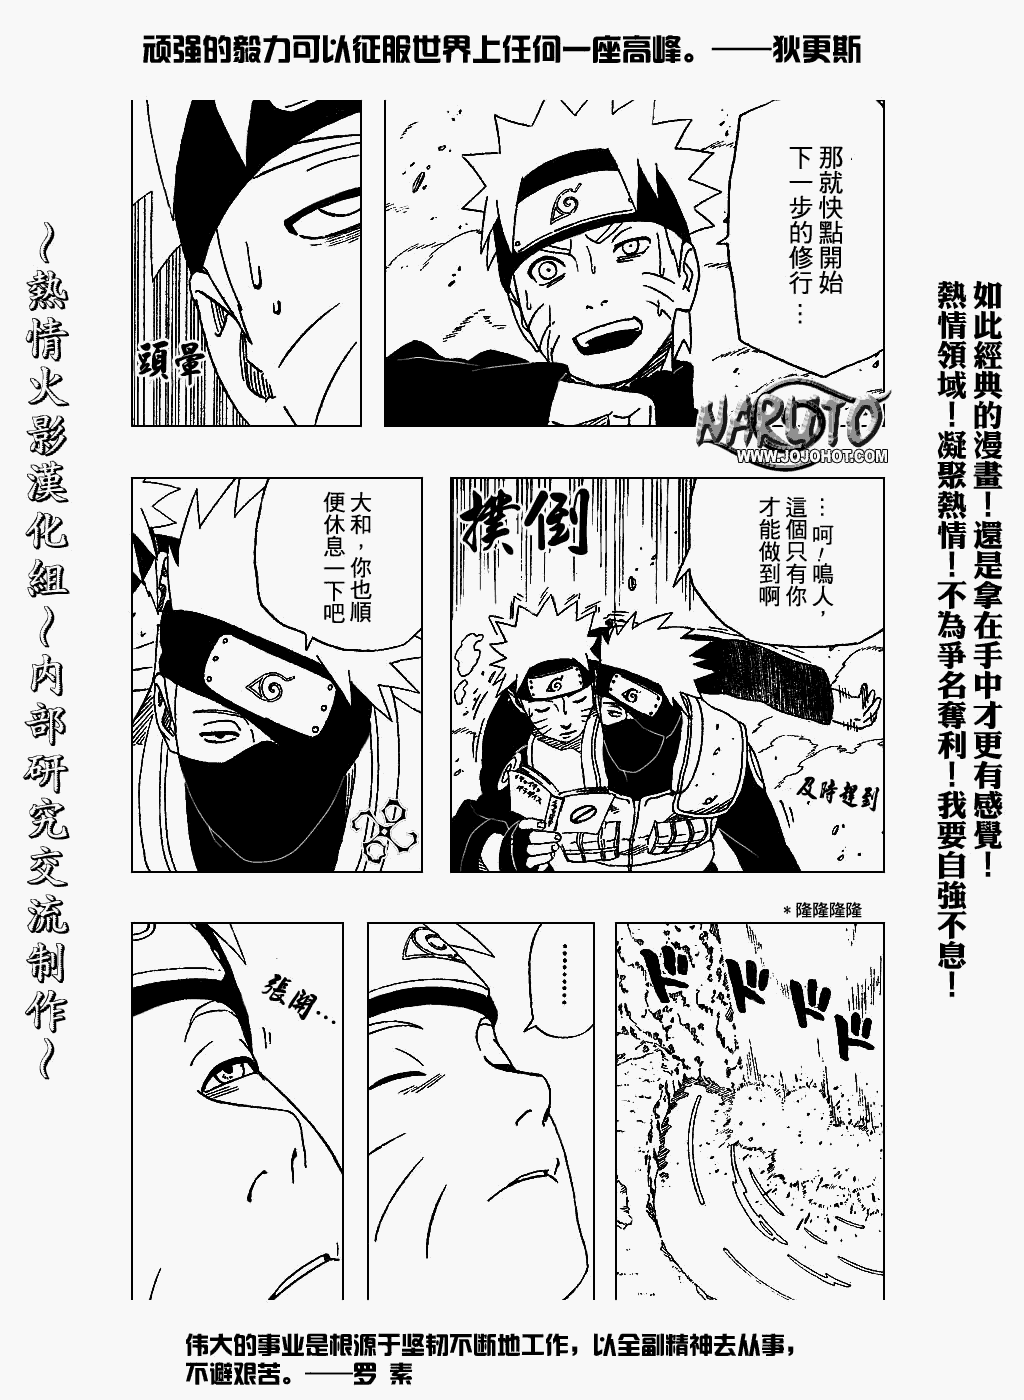 顽强的毅力可以征服世界上任何一座高峰。——狄更斯
那就快點開始
下一步的修行…
頭暈
NARUTO
WWW.JOJOHOT.COM
…呵!鳴人,
這個只有你
才能做到啊
撲倒
及時趕到
大和,你也順
便休息一下吧
*隆隆隆隆
ドドドド
………
張開…
如此經典的漫畫!還是拿在手中才更有感覺!
熱情領域!凝聚熱情!不為爭名奪利!我要自強不息!
~熱情火影漢化組~內部研究交流制作~
伟大的事业是根源于坚韧不断地工作，以全副精神去从事，
不避艰苦。——罗 素